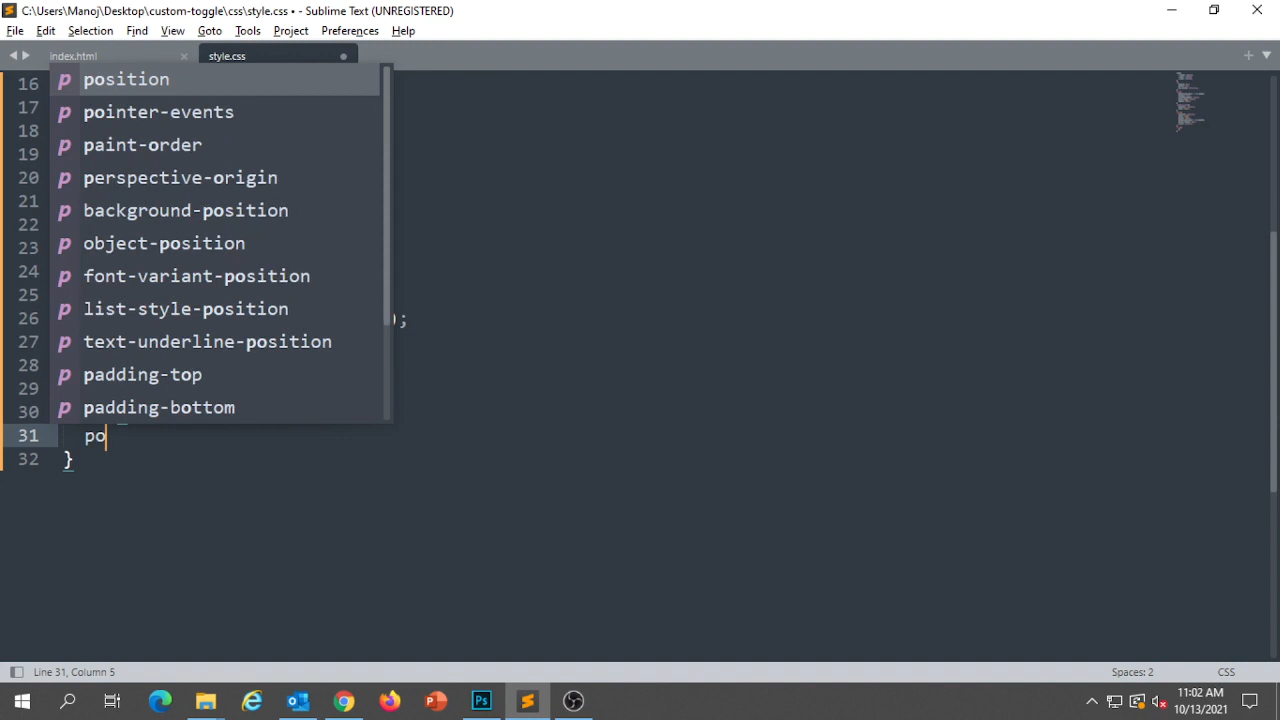 C:\Users\Manoj\Desktop\custom-toggle\css\style.css • - Sublime Text (UNREGISTERED)
File Edit Selection Find View Goto Tools Project Preferences Help
index.html style.css
16 position
17 pointer-events
18 paint-order
19
20 perspective-origin
21 background-position
22
23 object-position
24 font-variant-position
25 list-style-position
26 );
27 text-underline-position
28 padding-top
29
30 padding-bottom
31 po
32 }
Line 31, Column 5 Spaces: 2 CSS
11:02 AM
10/13/2021